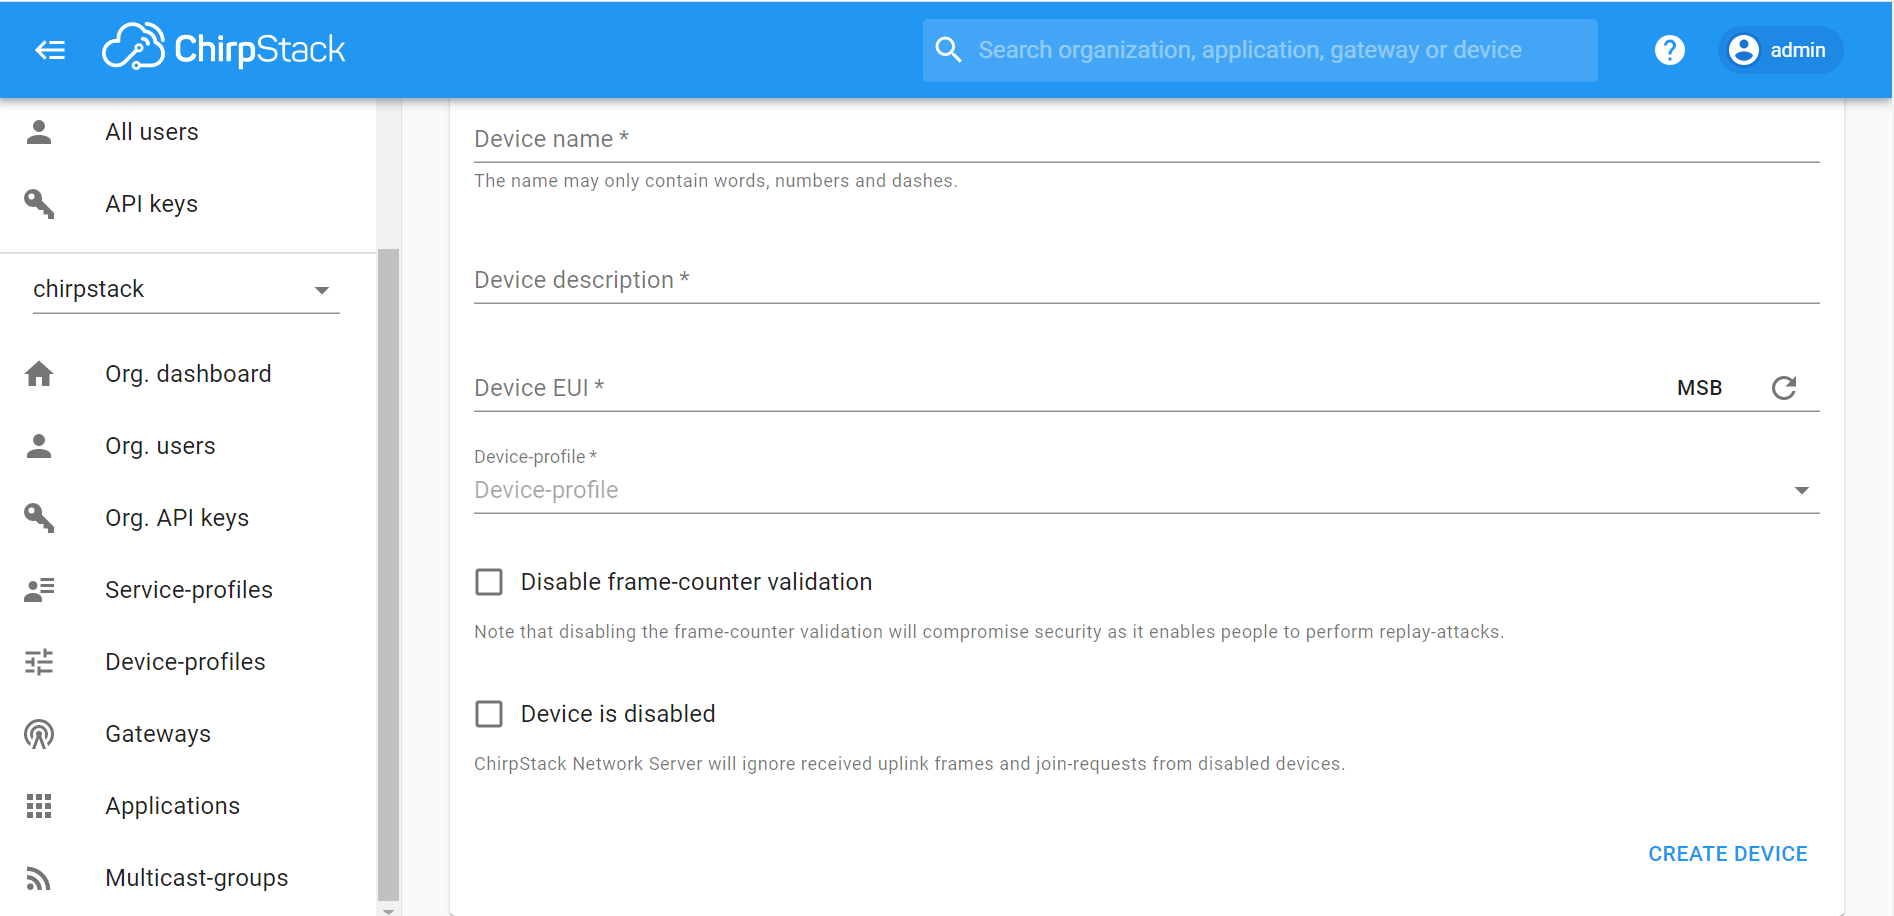 ChirpStack
Search organization, application, gateway or device
?
admin
All users
API keys
chirpstack
Org. dashboard
Org. users
Org. API keys
Service-profiles
Device-profiles
Gateways
Applications
Multicast-groups
Device name *
The name may only contain words, numbers and dashes.
Device description *
Device EUI *
MSB
Device-profile *
Device-profile
Disable frame-counter validation
Note that disabling the frame-counter validation will compromise security as it enables people to perform replay-attacks.
Device is disabled
ChirpStack Network Server will ignore received uplink frames and join-requests from disabled devices.
CREATE DEVICE